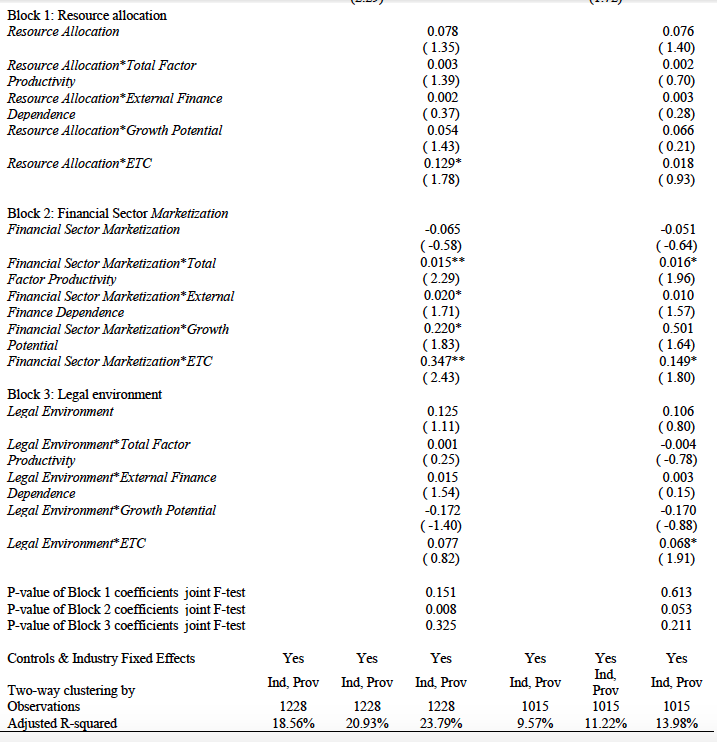 Block 1: Resource allocation
Resource Allocation 0.078 0.076
( 1.35) ( 1.40)
Resource Allocation*Total Factor 0.003 0.002
Productivity ( 1.39) ( 0.70)
Resource Allocation*External Finance 0.002 0.003
Dependence ( 0.37) ( 0.28)
Resource Allocation*Growth Potential 0.054 0.066
( 1.43) ( 0.21)
Resource Allocation*ETC 0.129* 0.018
( 1.78) ( 0.93)
Block 2: Financial Sector Marketization
Financial Sector Marketization -0.065 -0.051
( -0.58) ( -0.64)
Financial Sector Marketization*Total 0.015** 0.016*
Factor Productivity ( 2.29) ( 1.96)
Financial Sector Marketization*External 0.020* 0.010
Finance Dependence ( 1.71) ( 1.57)
Financial Sector Marketization*Growth 0.220* 0.501
Potential ( 1.83) ( 1.64)
Financial Sector Marketization*ETC 0.347** 0.149*
( 2.43) ( 1.80)
Block 3: Legal environment
Legal Environment 0.125 0.106
( 1.11) ( 0.80)
Legal Environment*Total Factor 0.001 -0.004
Productivity ( 0.25) ( -0.78)
Legal Environment*External Finance 0.015 0.003
Dependence ( 1.54) ( 0.15)
Legal Environment*Growth Potential -0.172 -0.170
( -1.40) ( -0.88)
Legal Environment*ETC 0.077 0.068*
( 0.82) ( 1.91)
P-value of Block 1 coefficients joint F-test 0.151 0.613
P-value of Block 2 coefficients joint F-test 0.008 0.053
P-value of Block 3 coefficients joint F-test 0.325 0.211
Controls & Industry Fixed Effects Yes Yes Yes Yes Yes Yes
Two-way clustering by Ind, Prov Ind, Prov Ind, Prov Ind, Prov Ind, Prov Ind, Prov
Observations 1228 1228 1228 1015 1015 1015
Adjusted R-squared 18.56% 20.93% 23.79% 9.57% 11.22% 13.98%